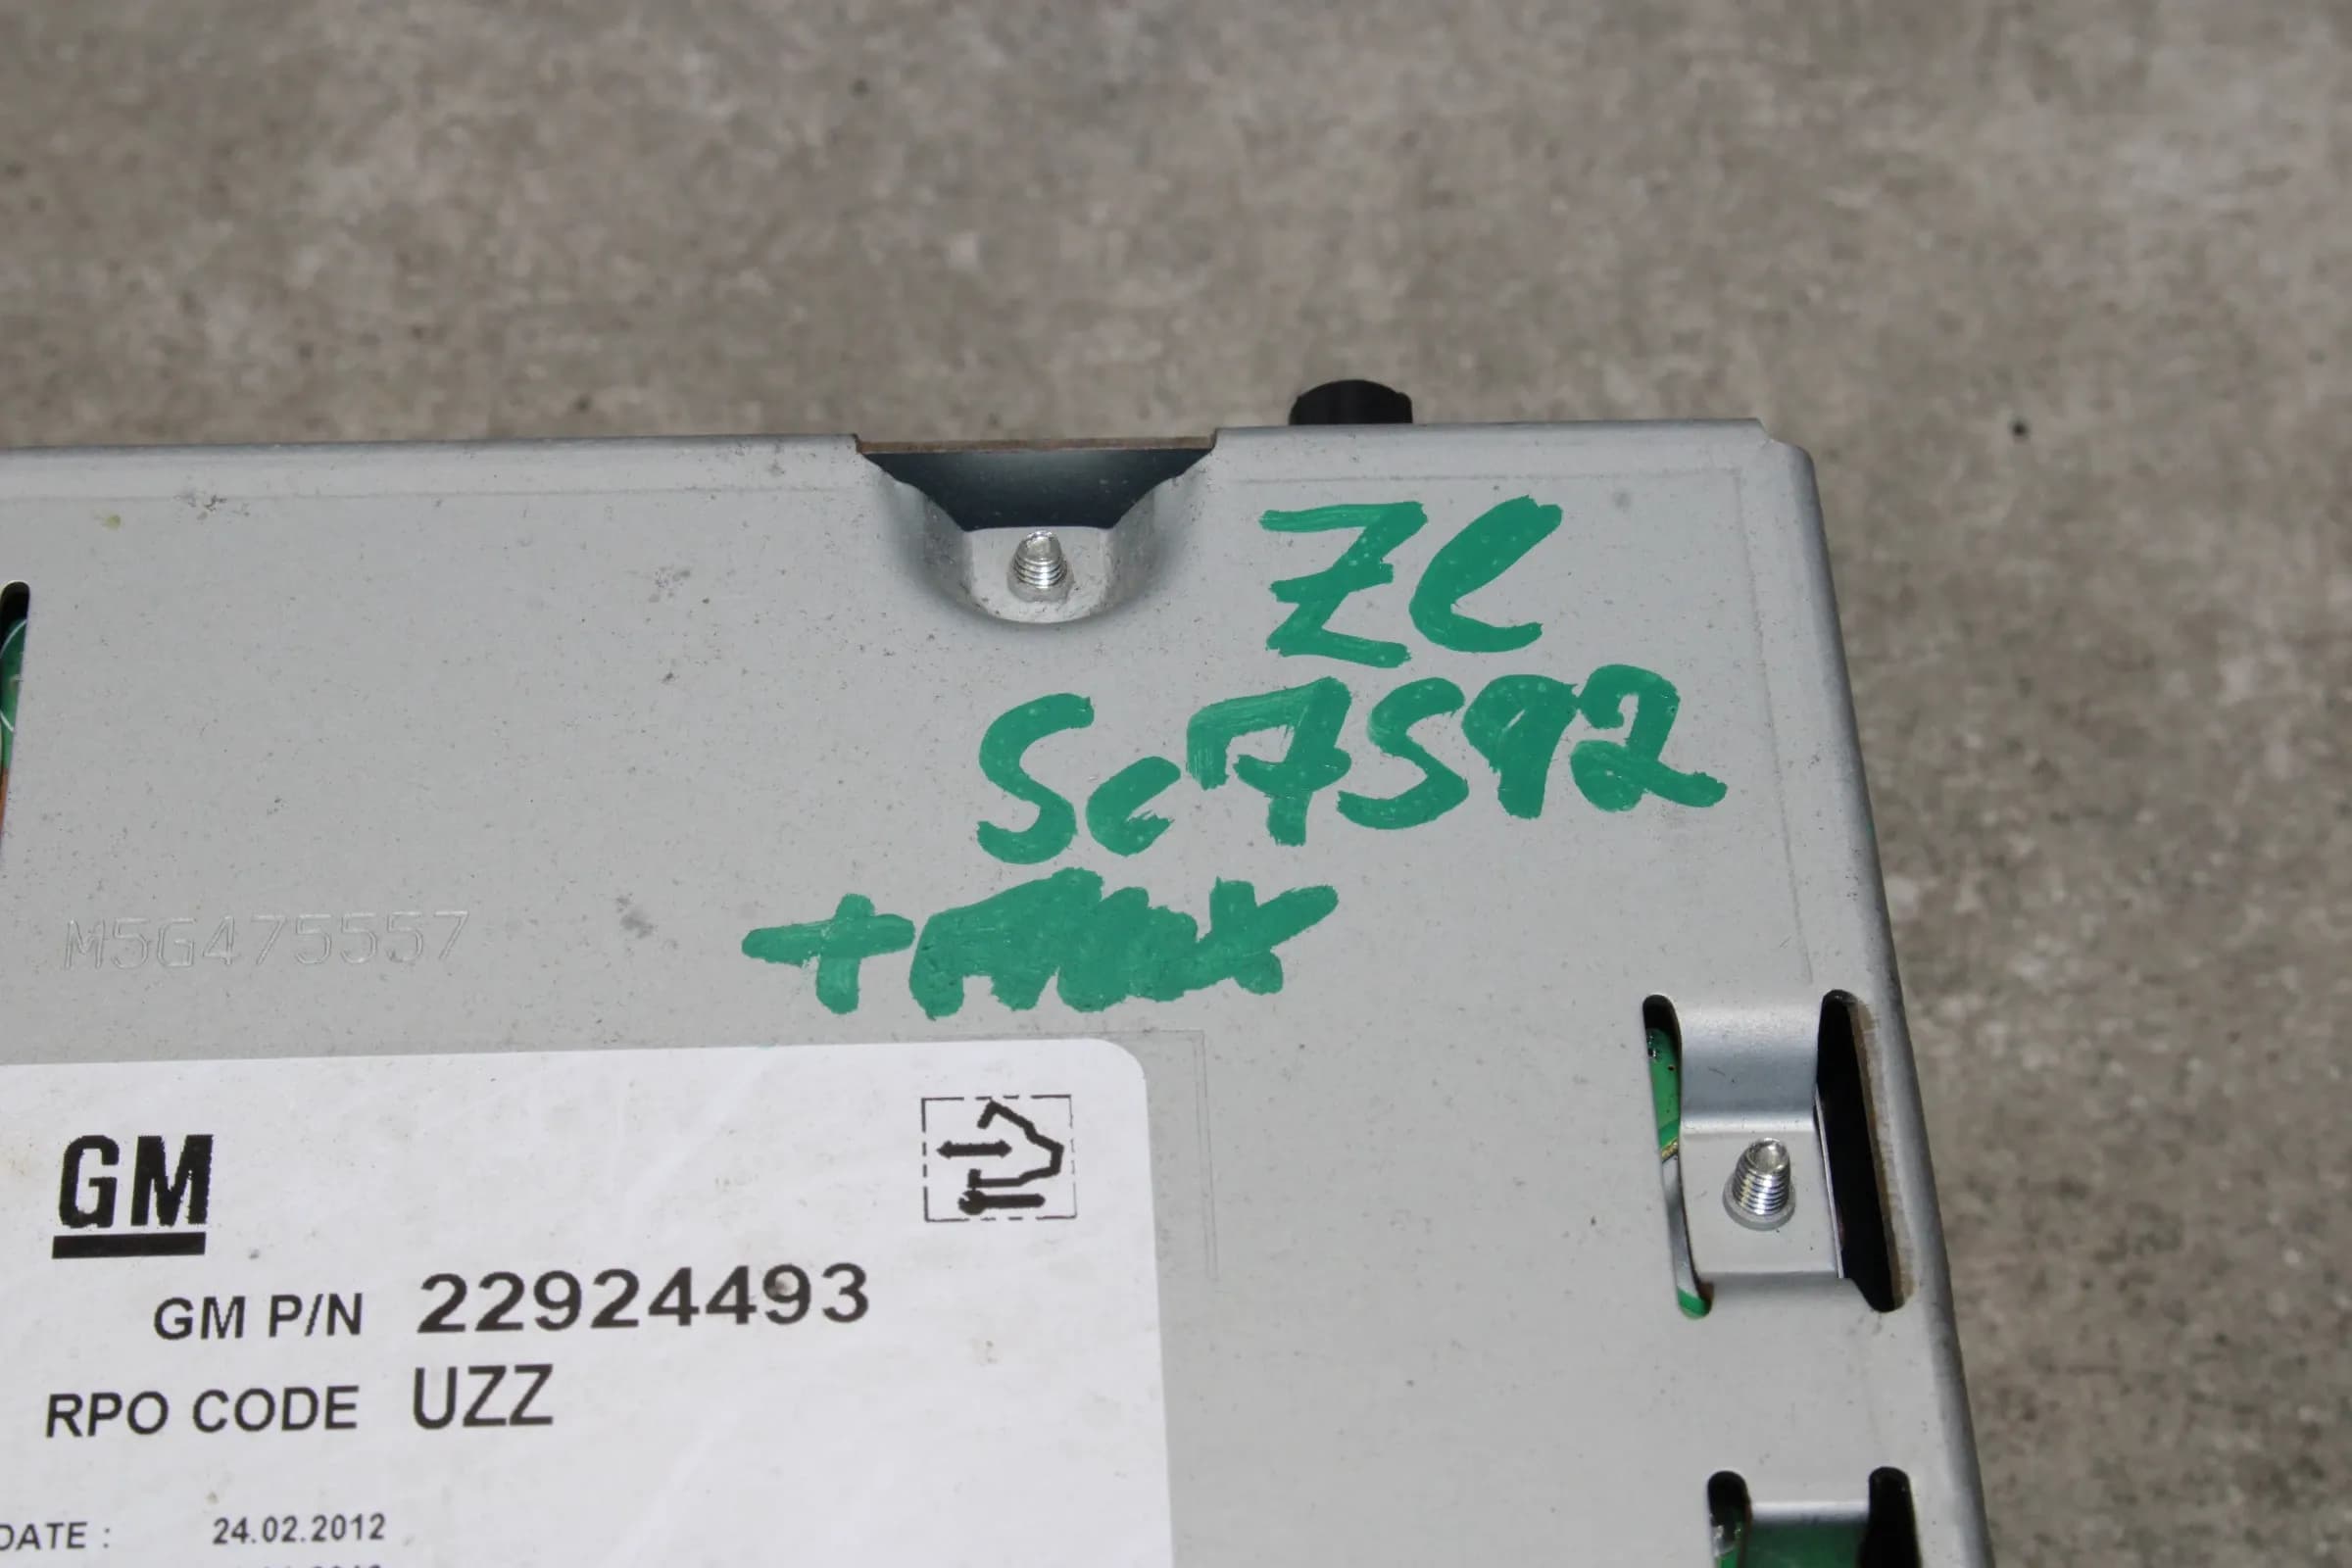 ZC
Sc7592
M5G475557
GM
GM P/N 22924493
RPO CODE UZZ
DATE : 24.02.2012